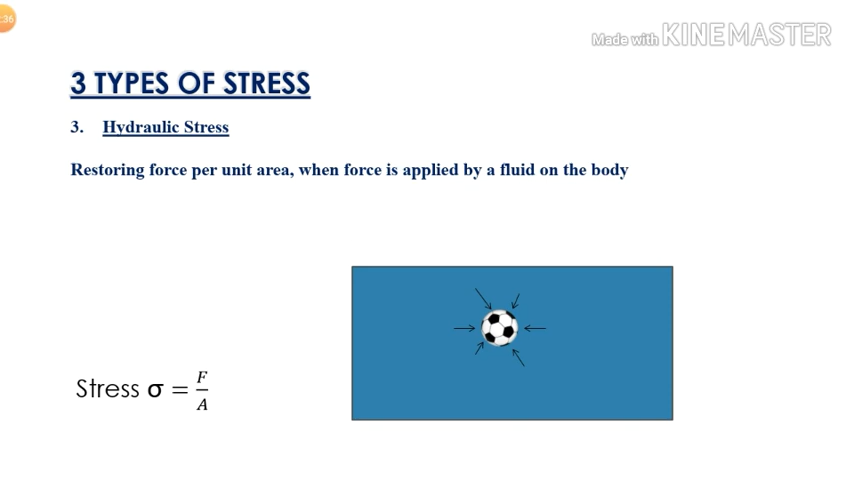 :36
Made with KINEMASTER
3 TYPES OF STRESS
3. Hydraulic Stress
Restoring force per unit area, when force is applied by a fluid on the body
Stress σ = F/A